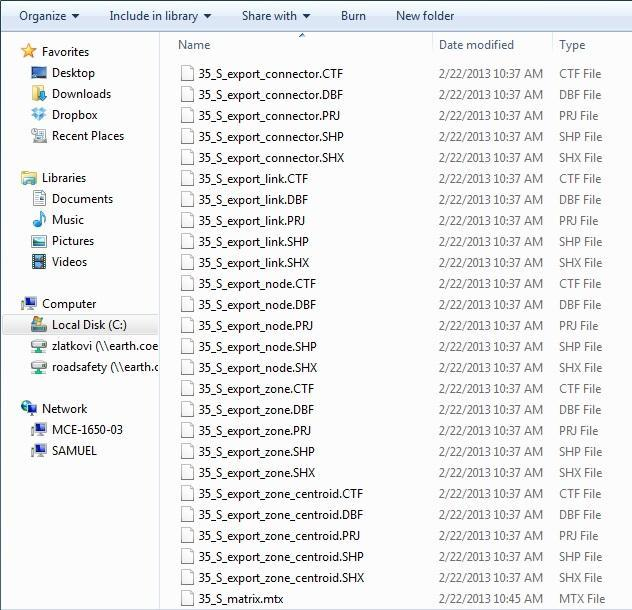 Organize Include in library Share with Burn New folder
Name Date modified Type
Favorites
Desktop
Downloads
Dropbox
Recent Places
Libraries
Documents
Music
Pictures
Videos
Computer
Local Disk (C:)
zlatkovi (\\earth.coe
roadsafety (\\earth.c
Network
MCE-1650-03
SAMUEL
35_S_export_connector.CTF 2/22/2013 10:37 AM CTF File
35_S_export_connector.DBF 2/22/2013 10:37 AM DBF File
35_S_export_connector.PRJ 2/22/2013 10:37 AM PRJ File
35_S_export_connector.SHP 2/22/2013 10:37 AM SHP File
35_S_export_connector.SHX 2/22/2013 10:37 AM SHX File
35_S_export_link.CTF 2/22/2013 10:37 AM CTF File
35_S_export_link.DBF 2/22/2013 10:37 AM DBF File
35_S_export_link.PRJ 2/22/2013 10:37 AM PRJ File
35_S_export_link.SHP 2/22/2013 10:37 AM SHP File
35_S_export_link.SHX 2/22/2013 10:37 AM SHX File
35_S_export_node.CTF 2/22/2013 10:37 AM CTF File
35_S_export_node.DBF 2/22/2013 10:37 AM DBF File
35_S_export_node.PRJ 2/22/2013 10:37 AM PRJ File
35_S_export_node.SHP 2/22/2013 10:37 AM SHP File
35_S_export_node.SHX 2/22/2013 10:37 AM SHX File
35_S_export_zone.CTF 2/22/2013 10:37 AM CTF File
35_S_export_zone.DBF 2/22/2013 10:37 AM DBF File
35_S_export_zone.PRJ 2/22/2013 10:37 AM PRJ File
35_S_export_zone.SHP 2/22/2013 10:37 AM SHP File
35_S_export_zone.SHX 2/22/2013 10:37 AM SHX File
35_S_export_zone_centroid.CTF 2/22/2013 10:37 AM CTF File
35_S_export_zone_centroid.DBF 2/22/2013 10:37 AM DBF File
35_S_export_zone_centroid.PRJ 2/22/2013 10:37 AM PRJ File
35_S_export_zone_centroid.SHP 2/22/2013 10:37 AM SHP File
35_S_export_zone_centroid.SHX 2/22/2013 10:37 AM SHX File
35_S_matrix.mtx 2/22/2013 10:45 AM MTX File